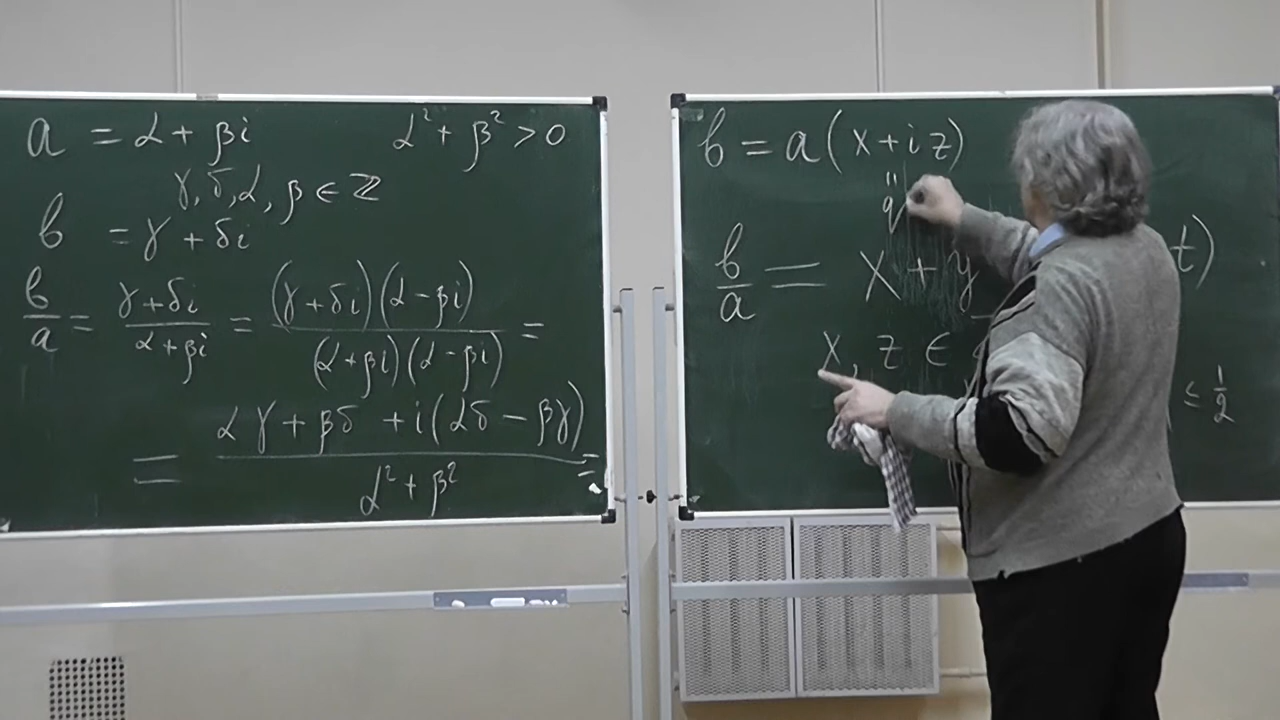 a = α + βi    α² + β² > 0
γ, δ, α, β ∈ ℤ
b = γ + δi
b/a = (γ + δi)/(α + βi) = (γ + δi)(α − βi)/(α + βi)(α − βi) =
= (αγ + βδ + i(αδ − βγ))/(α² + β²) =
b = a(x + iz)
"
q
b/a = x + y t)
x, z ∈
≤ 1/2